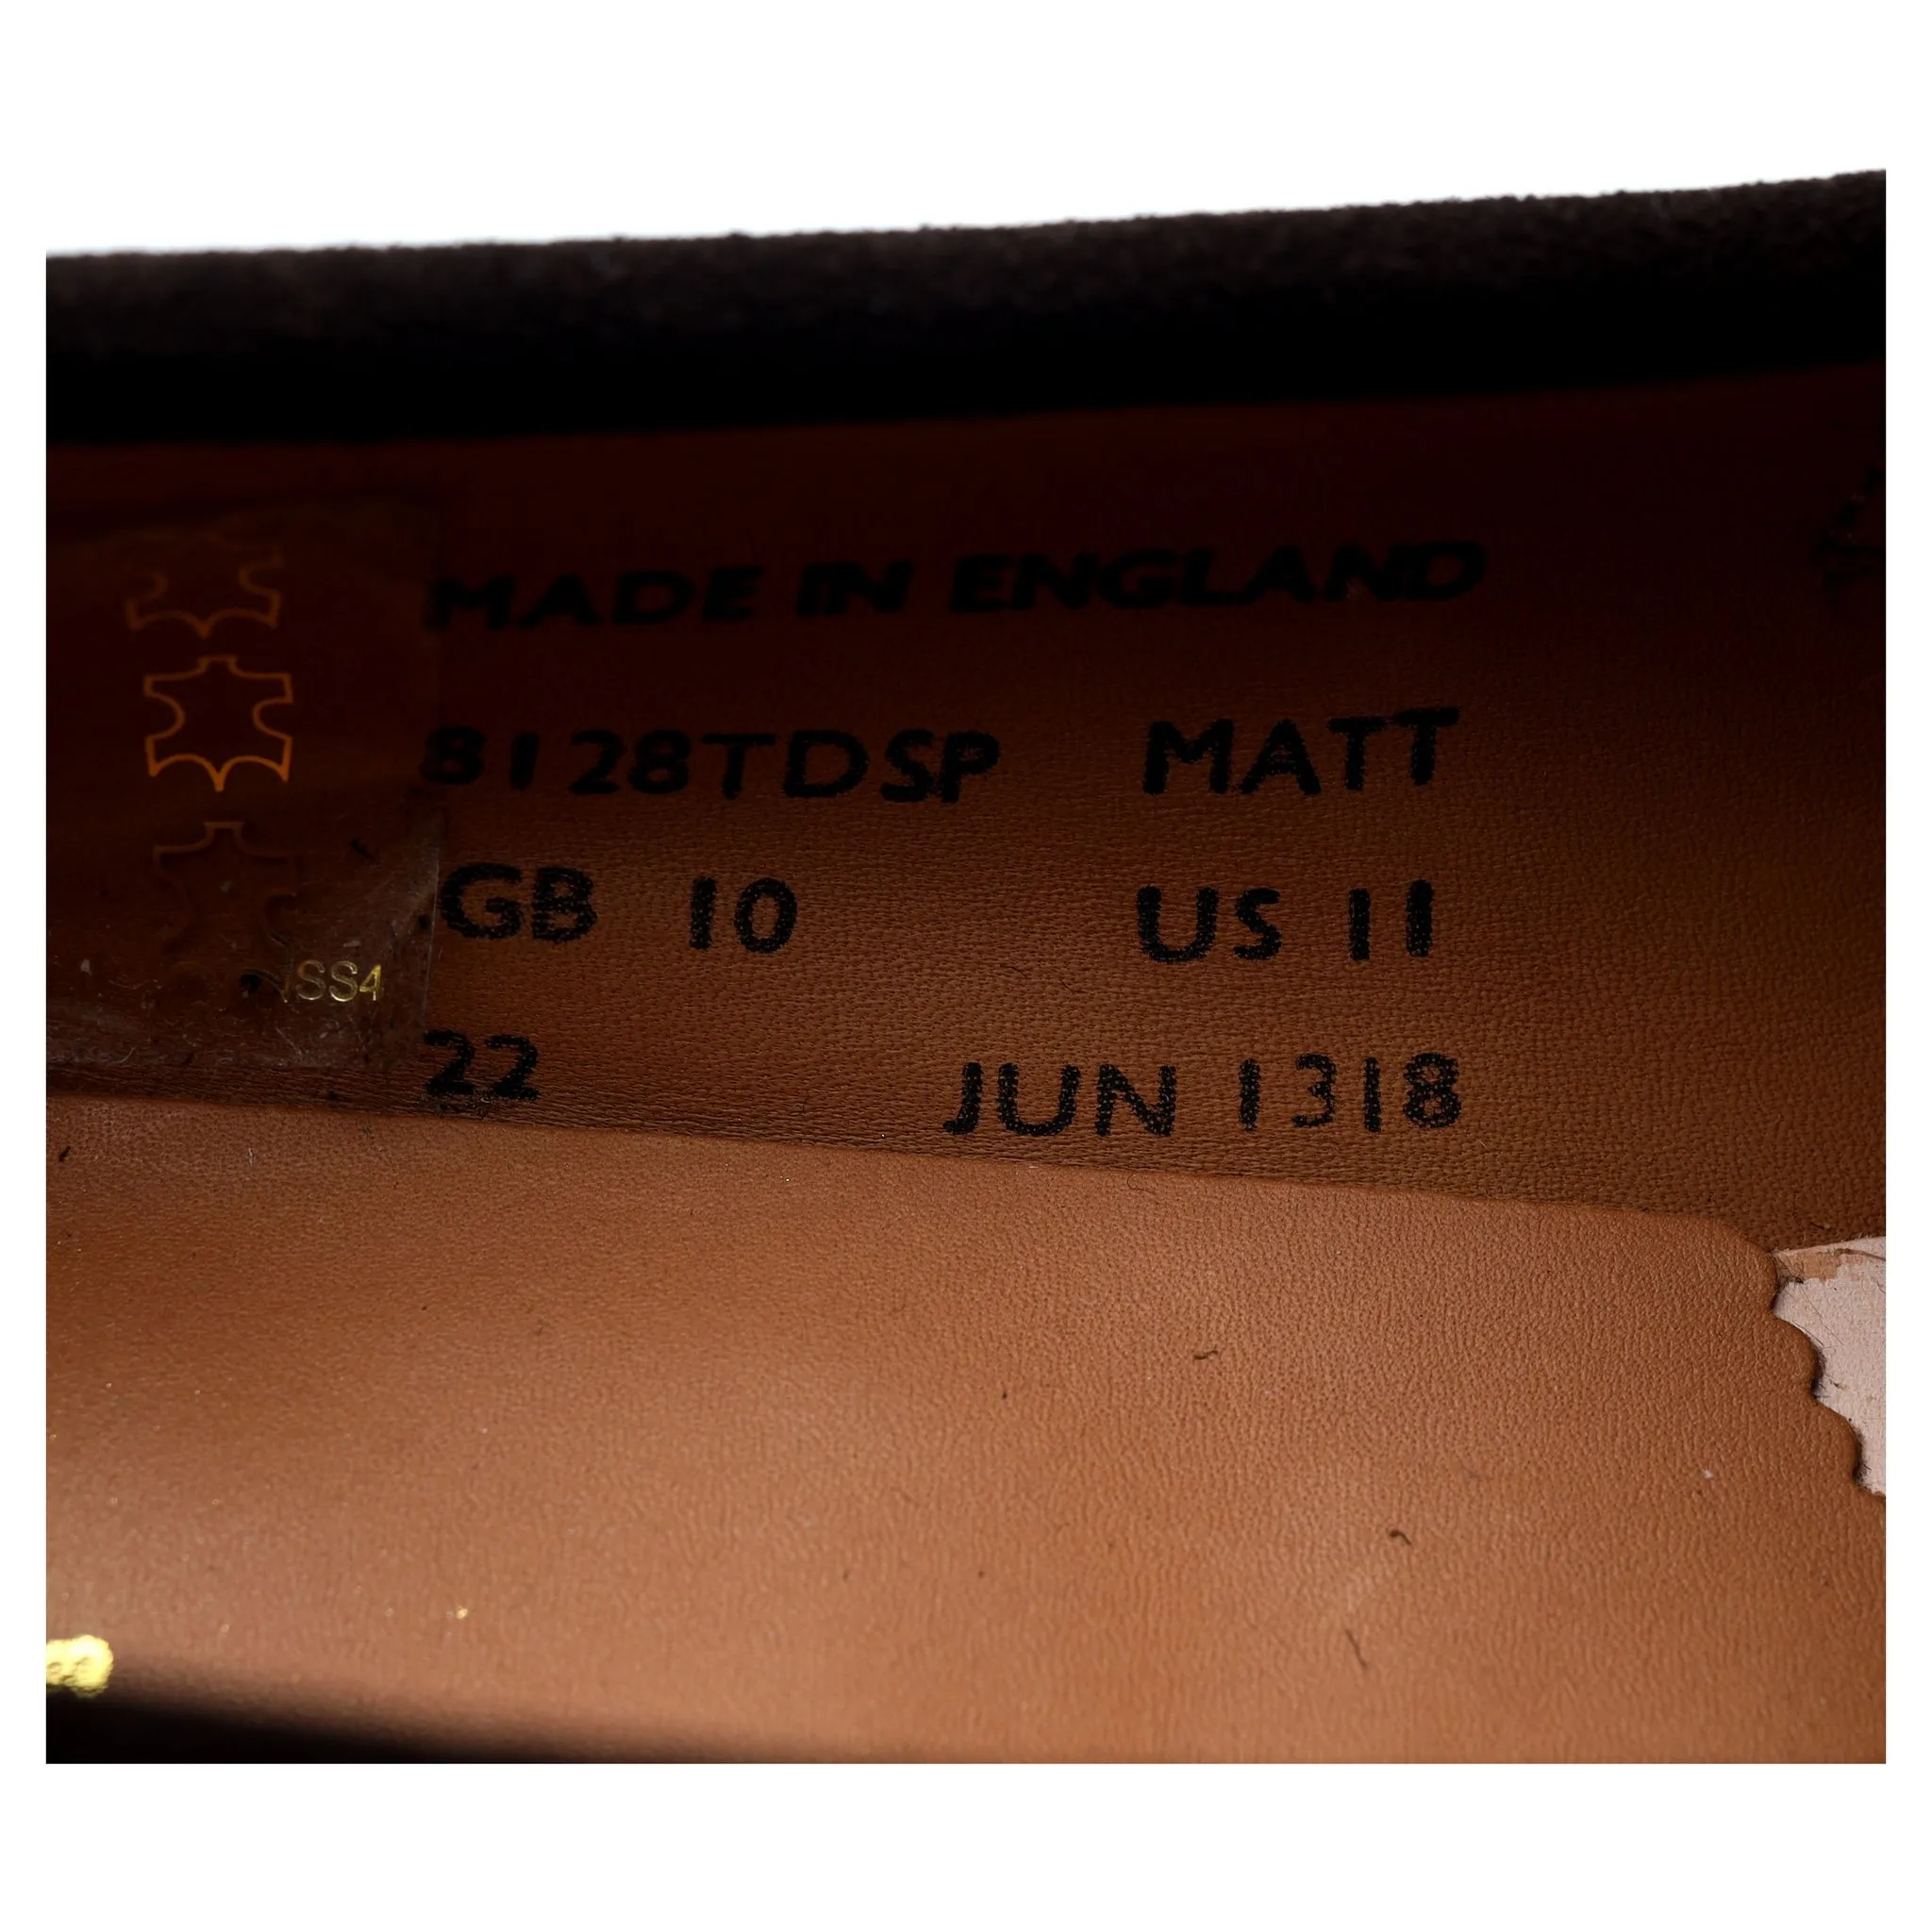 MADE IN ENGLAND
8128TDSP MATT
GB 10 US 11
SS4
22 JUN 1318